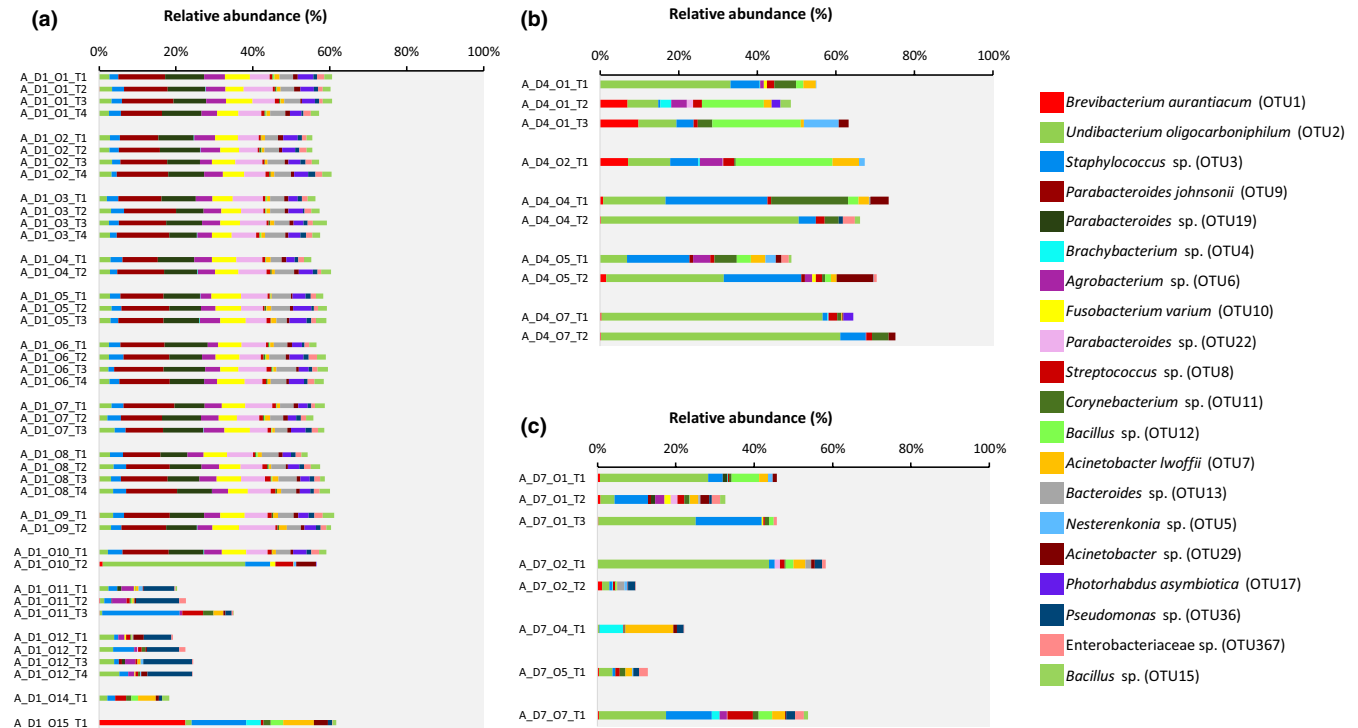 (a)
Relative abundance (%)
0% 20% 40% 60% 80% 100%
A_D1_O1_T1
A_D1_O1_T2
A_D1_O1_T3
A_D1_O1_T4
A_D1_O2_T1
A_D1_O2_T2
A_D1_O2_T3
A_D1_O2_T4
A_D1_O3_T1
A_D1_O3_T2
A_D1_O3_T3
A_D1_O3_T4
A_D1_O4_T1
A_D1_O4_T2
A_D1_O5_T1
A_D1_O5_T2
A_D1_O5_T3
A_D1_O6_T1
A_D1_O6_T2
A_D1_O6_T3
A_D1_O6_T4
A_D1_O7_T1
A_D1_O7_T2
A_D1_O7_T3
A_D1_O8_T1
A_D1_O8_T2
A_D1_O8_T3
A_D1_O8_T4
A_D1_O9_T1
A_D1_O9_T2
A_D1_O10_T1
A_D1_O10_T2
A_D1_O11_T1
A_D1_O11_T2
A_D1_O11_T3
A_D1_O12_T1
A_D1_O12_T2
A_D1_O12_T3
A_D1_O12_T4
A_D1_O14_T1
A_D1_O15_T1
(b)
Relative abundance (%)
0% 20% 40% 60% 80% 100%
A_D4_O1_T1
A_D4_O1_T2
A_D4_O1_T3
A_D4_O2_T1
A_D4_O4_T1
A_D4_O4_T2
A_D4_O5_T1
A_D4_O5_T2
A_D4_O7_T1
A_D4_O7_T2
(c)
Relative abundance (%)
0% 20% 40% 60% 80% 100%
A_D7_O1_T1
A_D7_O1_T2
A_D7_O1_T3
A_D7_O2_T1
A_D7_O2_T2
A_D7_O4_T1
A_D7_O5_T1
A_D7_O7_T1
Brevibacterium aurantiacum (OTU1)
Undibacterium oligocarboniphilum (OTU2)
Staphylococcus sp. (OTU3)
Parabacteroides johnsonii (OTU9)
Parabacteroides sp. (OTU19)
Brachybacterium sp. (OTU4)
Agrobacterium sp. (OTU6)
Fusobacterium varium (OTU10)
Parabacteroides sp. (OTU22)
Streptococcus sp. (OTU8)
Corynebacterium sp. (OTU11)
Bacillus sp. (OTU12)
Acinetobacter lwoffii (OTU7)
Bacteroides sp. (OTU13)
Nesterenkonia sp. (OTU5)
Acinetobacter sp. (OTU29)
Photorhabdus asymbiotica (OTU17)
Pseudomonas sp. (OTU36)
Enterobacteriaceae sp. (OTU367)
Bacillus sp. (OTU15)